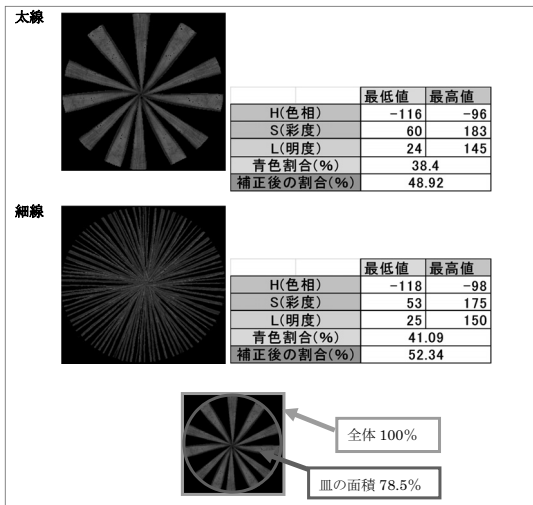 太線
最低値 最高値
H(色相) -116 -96
S(彩度) 60 183
L(明度) 24 145
青色割合(%) 38.4
補正後の割合(%) 48.92
細線
最低値 最高値
H(色相) -118 -98
S(彩度) 53 175
L(明度) 25 150
青色割合(%) 41.09
補正後の割合(%) 52.34
全体 100%
皿の面積 78.5%